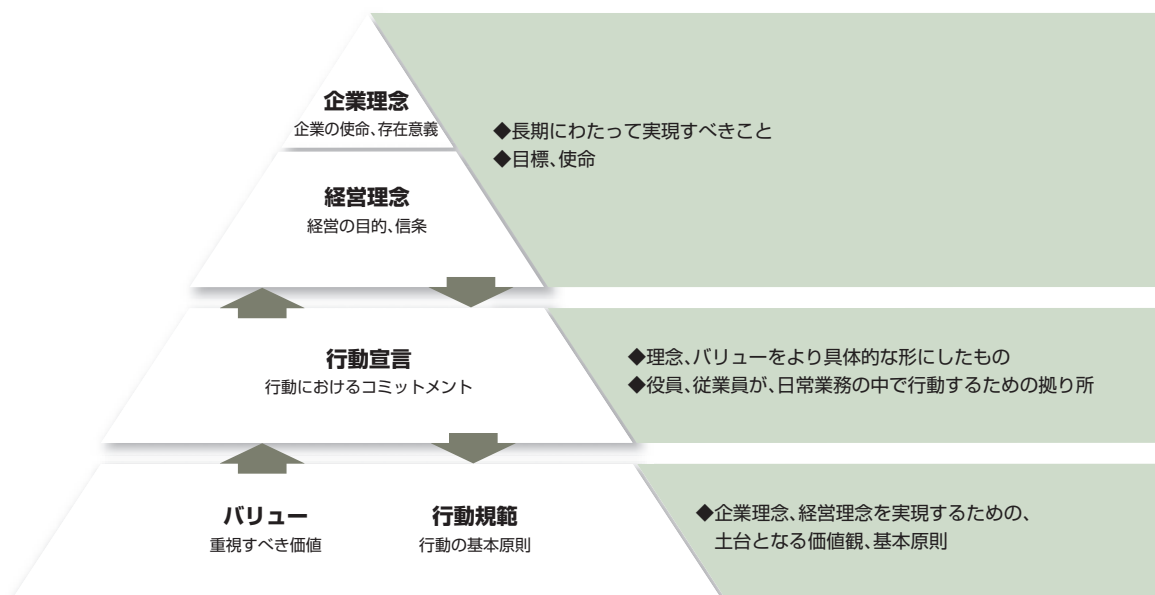 企業理念
企業の使命、存在意義
経営理念
経営の目的、信条
◆長期にわたって実現すべきこと
◆目標、使命
行動宣言
行動におけるコミットメント
◆理念、バリューをより具体的な形にしたもの
◆役員、従業員が、日常業務の中で行動するための拠り所
バリュー
重視すべき価値
行動規範
行動の基本原則
◆企業理念、経営理念を実現するための、
土台となる価値観、基本原則